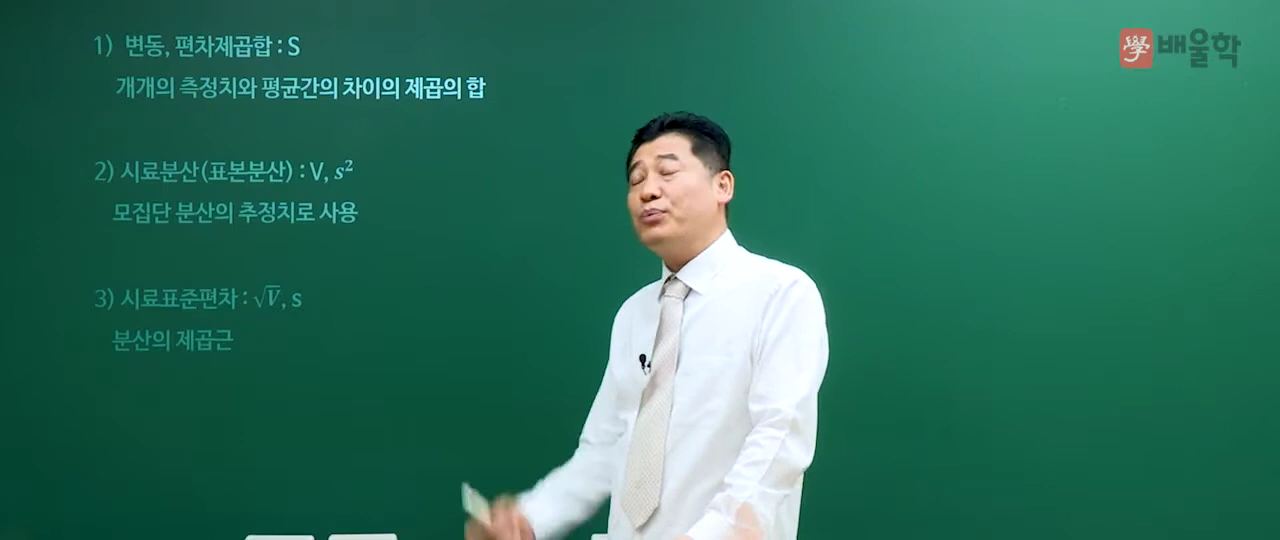 1) 변동, 편차제곱합 : S
개개의 측정치와 평균간의 차이의 제곱의 합
學 배울학
2) 시료분산(표본분산) : V, s²
모집단 분산의 추정치로 사용
3) 시료표준편차 : √V, s
분산의 제곱근